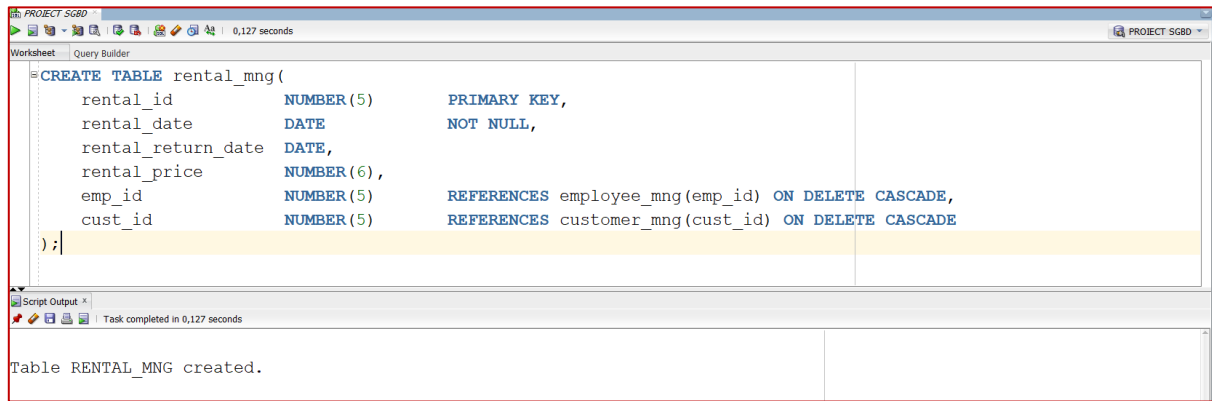 PROJECT SGBD
0,127 seconds
PROJECT SGBD
Worksheet Query Builder
CREATE TABLE rental_mng(
rental_id NUMBER(5) PRIMARY KEY,
rental_date DATE NOT NULL,
rental_return_date DATE,
rental_price NUMBER(6),
emp_id NUMBER(5) REFERENCES employee_mng(emp_id) ON DELETE CASCADE,
cust_id NUMBER(5) REFERENCES customer_mng(cust_id) ON DELETE CASCADE
);
Script Output x
Task completed in 0,127 seconds
Table RENTAL_MNG created.